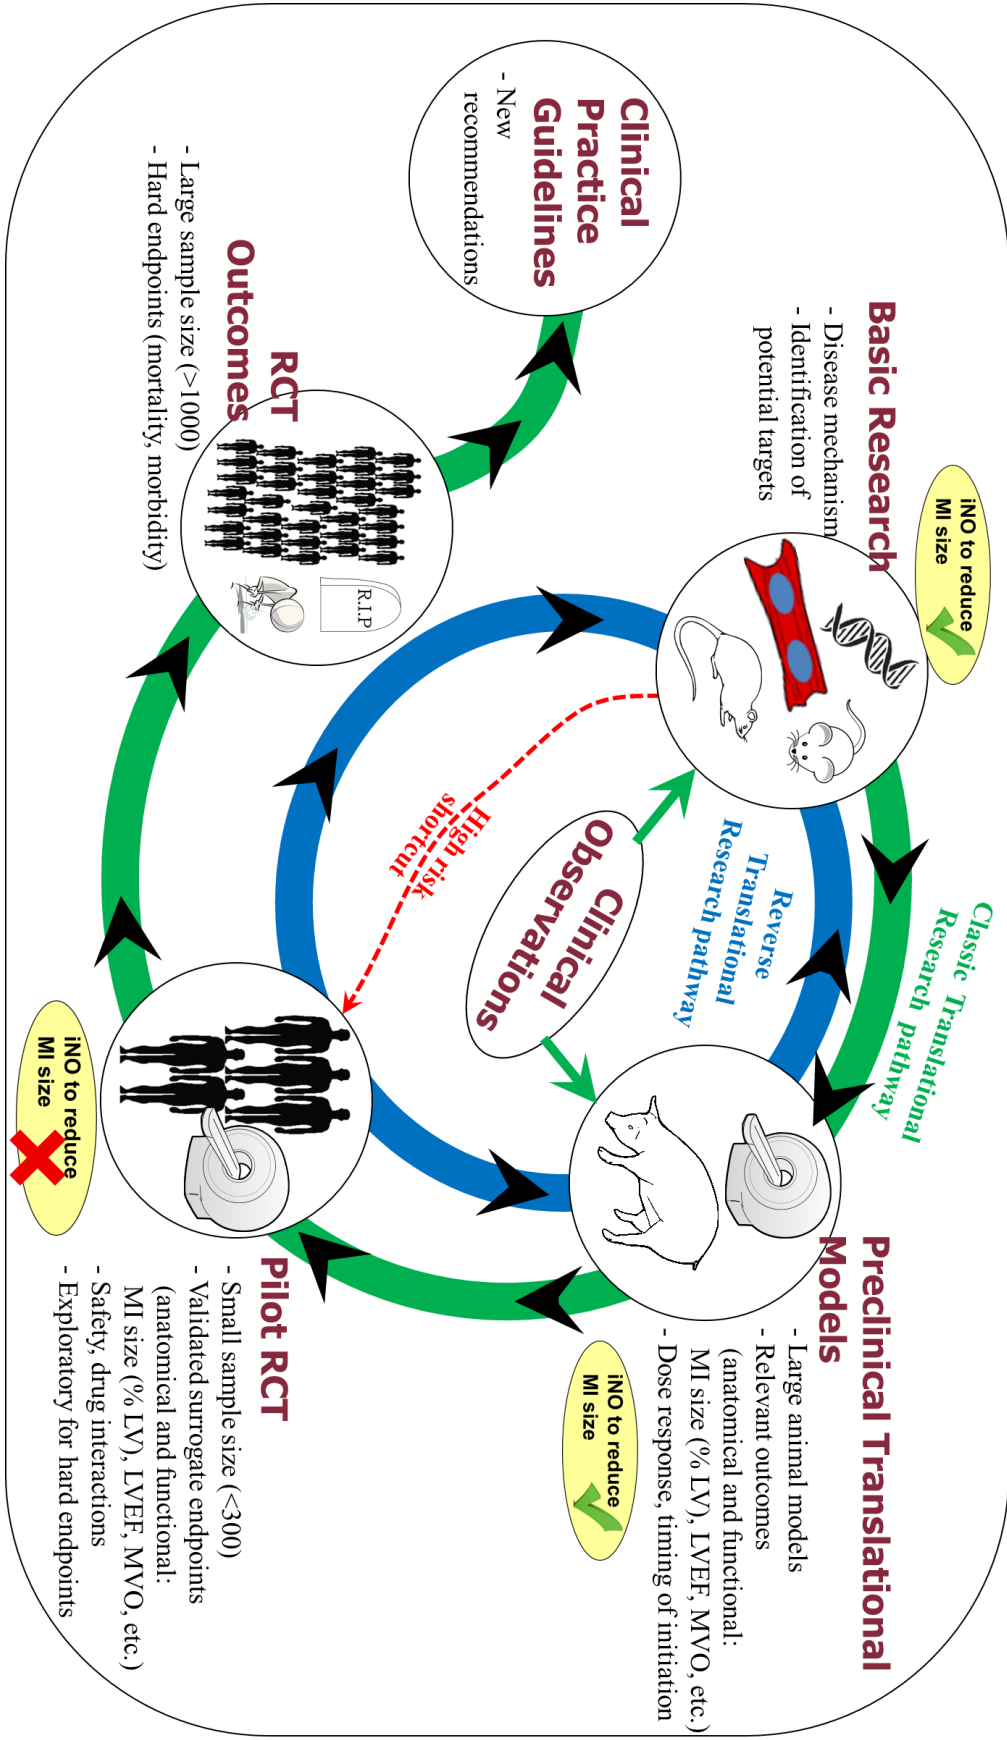 iNO to reduce
MI size
Basic Research
- Disease mechanism
- Identification of
potential targets
Classic Translational
Research pathway
Reverse
Translational
Research pathway
Preclinical Translational
Models
- Large animal models
- Relevant outcomes
(anatomical and functional:
MI size (% LV), LVEF, MVO, etc.)
- Dose response, timing of initiation
iNO to reduce
MI size
Clinical
Observations
High risk
shortcut
Clinical
Practice
Guidelines
- New
recommendations
RCT
Outcomes
- Large sample size (>1000)
- Hard endpoints (mortality, morbidity)
R.I.P
Pilot RCT
- Small sample size (<300)
- Validated surrogate endpoints
(anatomical and functional:
MI size (% LV), LVEF, MVO, etc.)
- Safety, drug interactions
- Exploratory for hard endpoints
iNO to reduce
MI size